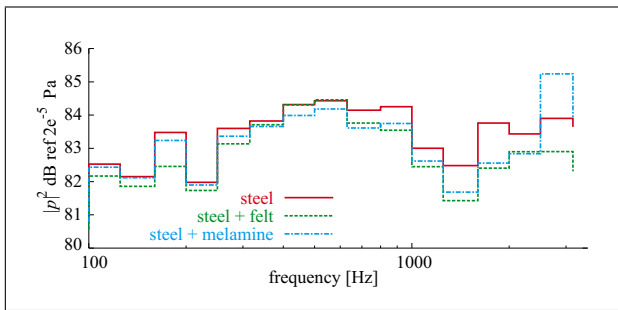 86
85
84
83
82
81
80
|p|² dB ref 2e⁻⁵ Pa
steel
steel + felt
steel + melamine
100
1000
frequency [Hz]